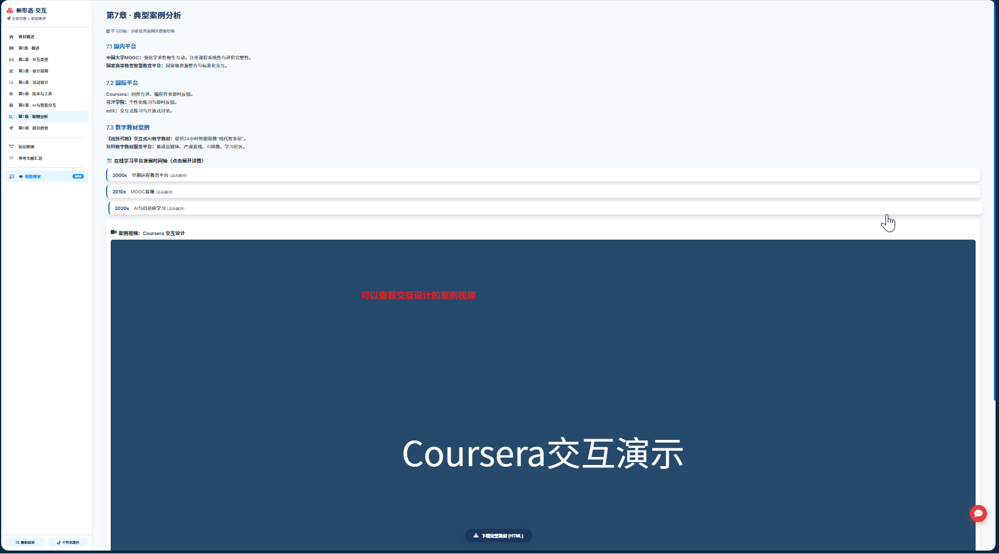 新形态·交互
全章完整 + 智能教室
教材概述
第1章 · 概述
第2章 · 交互类型
第3章 · 设计原则
第4章 · 活动设计
第5章 · 技术与工具
第6章 · AI与智能交互
第7章 · 案例分析
第8章 · 前沿趋势
知识图谱
参考文献汇总
智能教室 NEW
随机探索
个性化路径
第7章 · 典型案例分析
学习目标：分析优秀案例并借鉴经验
7.1 国内平台
中国大学MOOC：强化学术性师生互动，注重课程系统性与评价完整性。
国家高等教育智慧教育平台：国家级资源整合与标准化交互。
7.2 国际平台
Coursera：同伴互评、编程作业即时反馈。
可汗学院：个性化练习与即时反馈。
edX：交互式练习与开放式讨论。
7.3 数字教材案例
《线性代数》交互式AI数字教材：提供24小时智能助教“线代智多星”。
社科数字教材服务平台：集成富媒体、严肃游戏、AI助教、学习社区。
在线学习平台发展时间轴（点击展开详情）
2000s 早期远程教育平台 (点击展开)
2010s MOOC浪潮 (点击展开)
2020s AI与自适应学习 (点击展开)
案例视频：Coursera 交互设计
可以查看交互设计的案例视频
Coursera交互演示
下载完整教材 (HTML)